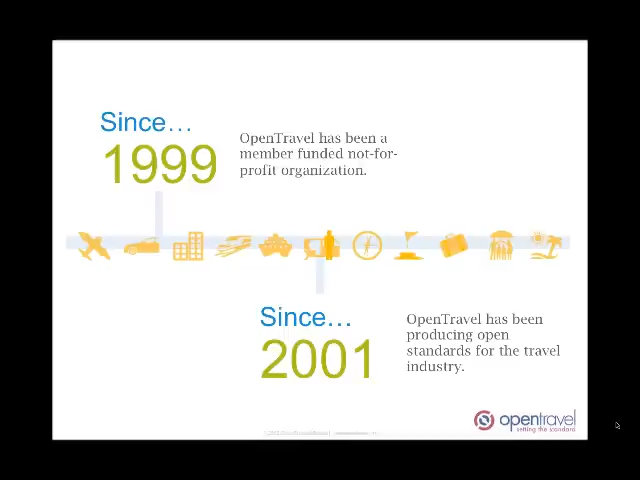 Since…
1999
OpenTravel has been a
member funded not-for-
profit organization.
Since…
2001
OpenTravel has been
producing open
standards for the travel
industry.
opentravel
setting the standard